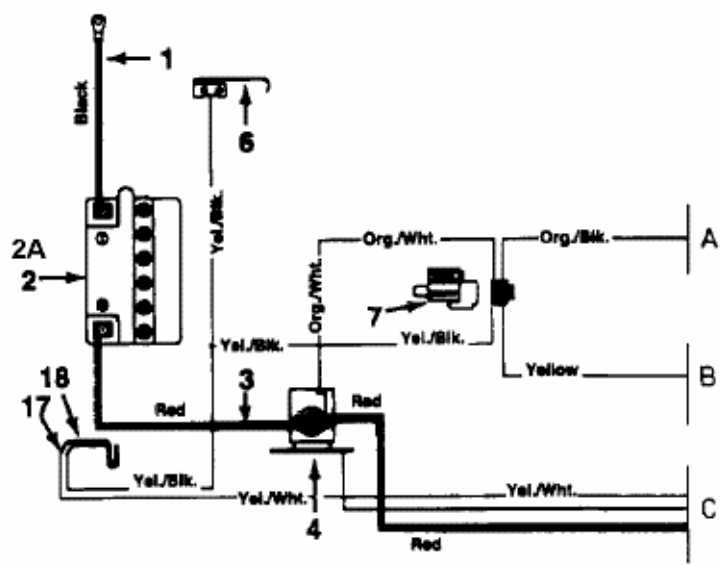 1
Black
6
Yel./Blk.
2A
2
Org./Wht.
Org./Wht.
Org./Blk.
A
7
Yel./Blk.
Yel./Blk.
Yellow
B
18
17
3
Red
Red
Yel./Blk.
Yel./Wht.
4
Yel./Wht.
C
Red